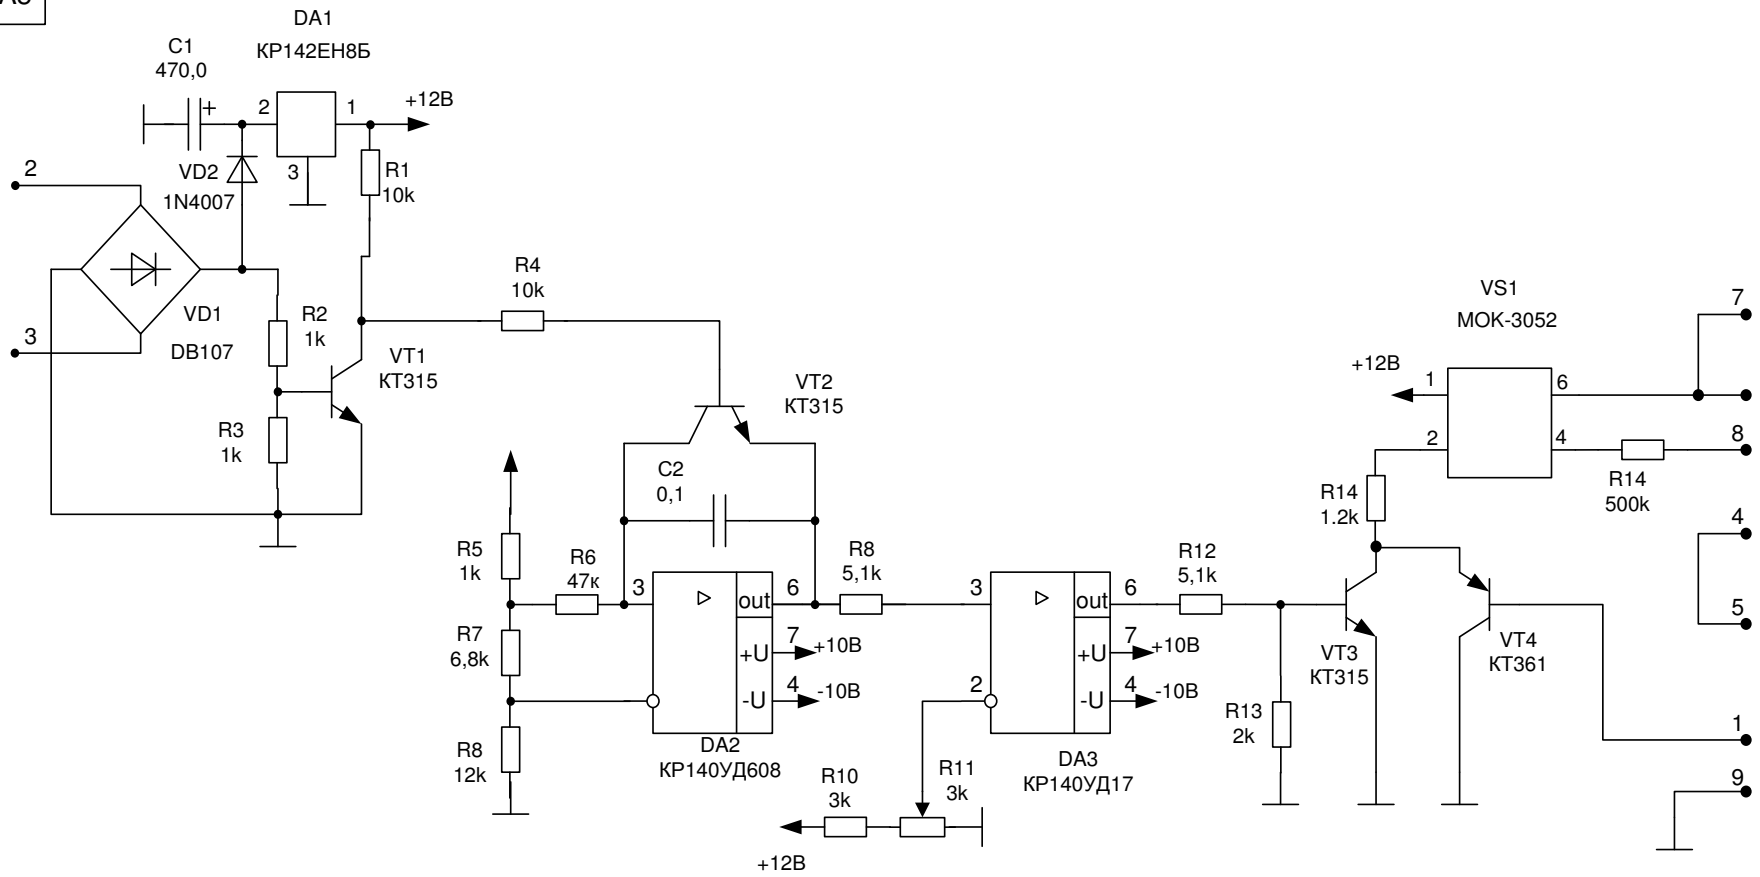 DA1
КР142ЕН8Б
C1
470,0
+
2
1
+12В
3
VD2
1N4007
R1
10k
2
3
VD1
DB107
R2
1k
R3
1k
VT1
КТ315
R4
10k
VT2
КТ315
C2
0,1
R5
1k
R6
47к
R7
6,8k
R8
12k
3
out
6
+U
7
+10В
-U
4
-10В
DA2
КР140УД608
R8
5,1k
3
2
out
6
+U
7
+10В
-U
4
-10В
DA3
КР140УД17
R10
3k
R11
3k
+12В
R12
5,1k
R13
2k
VT3
КТ315
VT4
КТ361
R14
1.2k
VS1
МОК-3052
+12В
1
2
6
4
R14
500k
7
8
4
5
1
9